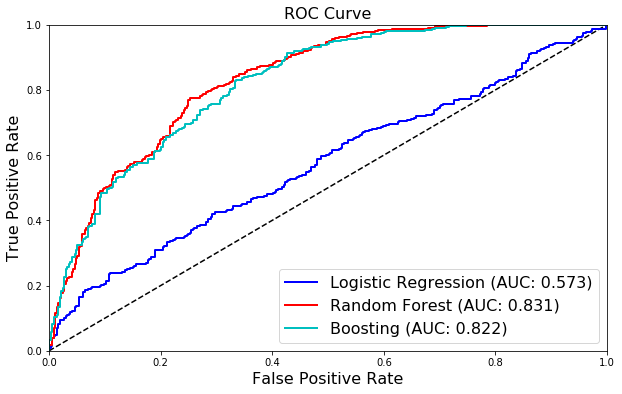 ROC Curve
True Positive Rate
1.0
0.8
0.6
0.4
0.2
0.0
Logistic Regression (AUC: 0.573)
Random Forest (AUC: 0.831)
Boosting (AUC: 0.822)
0.0 0.2 0.4 0.6 0.8 1.0
False Positive Rate